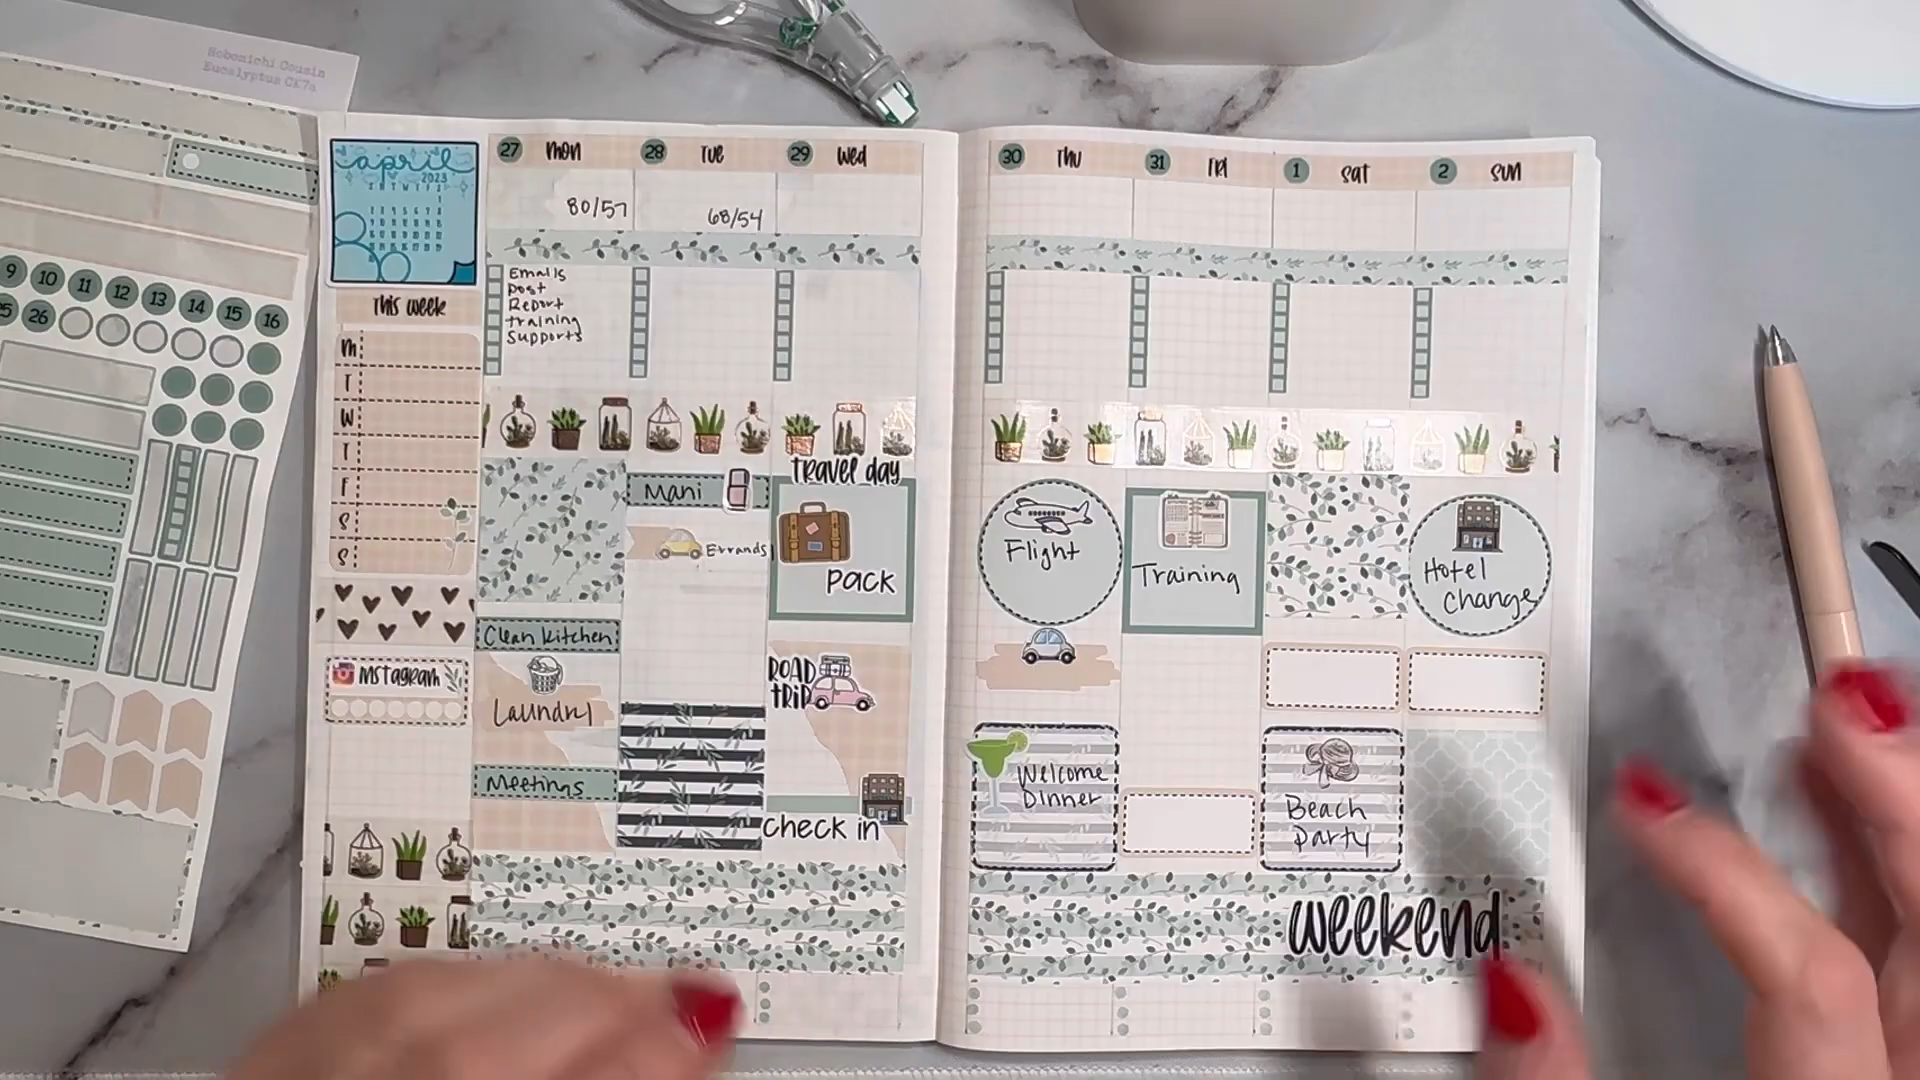 Hobonichi Cousin
Eucalyptus CK7a
9 10 11 12 13 14 15 16
26
april
2023
This week
M
T
W
T
F
S
S
Instagram
27 Mon
28 Tue
29 Wed
30 Thu
31 Fri
1 Sat
2 Sun
80/57
68/54
Emails
Post
Report
training
Supports
Clean kitchen
Laundry
Meetings
Mani
Errands
travel day
pack
ROAD
TRIP
check in
Flight
Welcome
Dinner
Training
Beach
Party
Hotel
Change
weekend